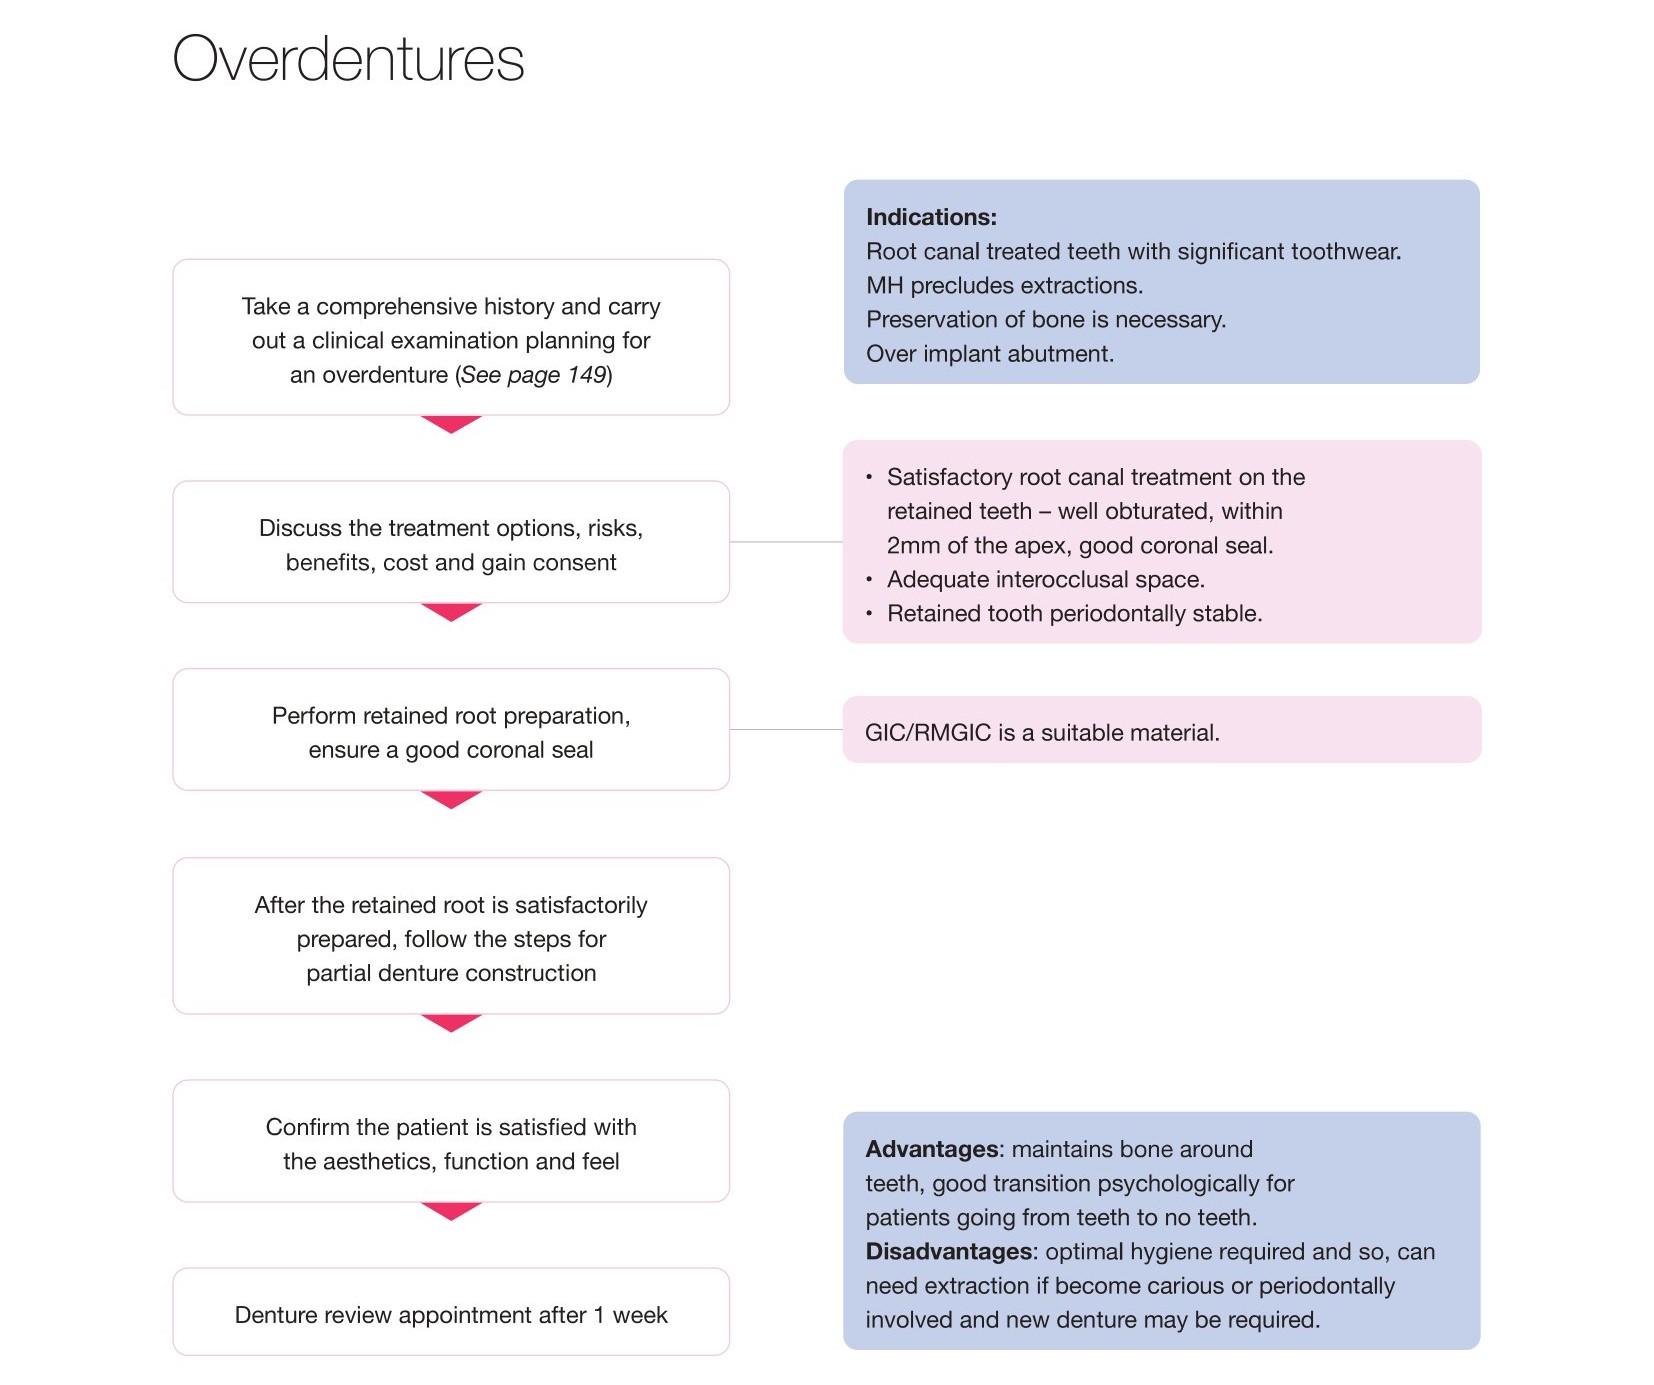 Overdentures
Indications:
Root canal treated teeth with significant toothwear.
MH precludes extractions.
Preservation of bone is necessary.
Over implant abutment.
Take a comprehensive history and carry
out a clinical examination planning for
an overdenture (See page 149)
Discuss the treatment options, risks,
benefits, cost and gain consent
• Satisfactory root canal treatment on the
retained teeth – well obturated, within
2mm of the apex, good coronal seal.
• Adequate interocclusal space.
• Retained tooth periodontally stable.
Perform retained root preparation,
ensure a good coronal seal
GIC/RMGIC is a suitable material.
After the retained root is satisfactorily
prepared, follow the steps for
partial denture construction
Confirm the patient is satisfied with
the aesthetics, function and feel
Denture review appointment after 1 week
Advantages: maintains bone around
teeth, good transition psychologically for
patients going from teeth to no teeth.
Disadvantages: optimal hygiene required and so, can
need extraction if become carious or periodontally
involved and new denture may be required.